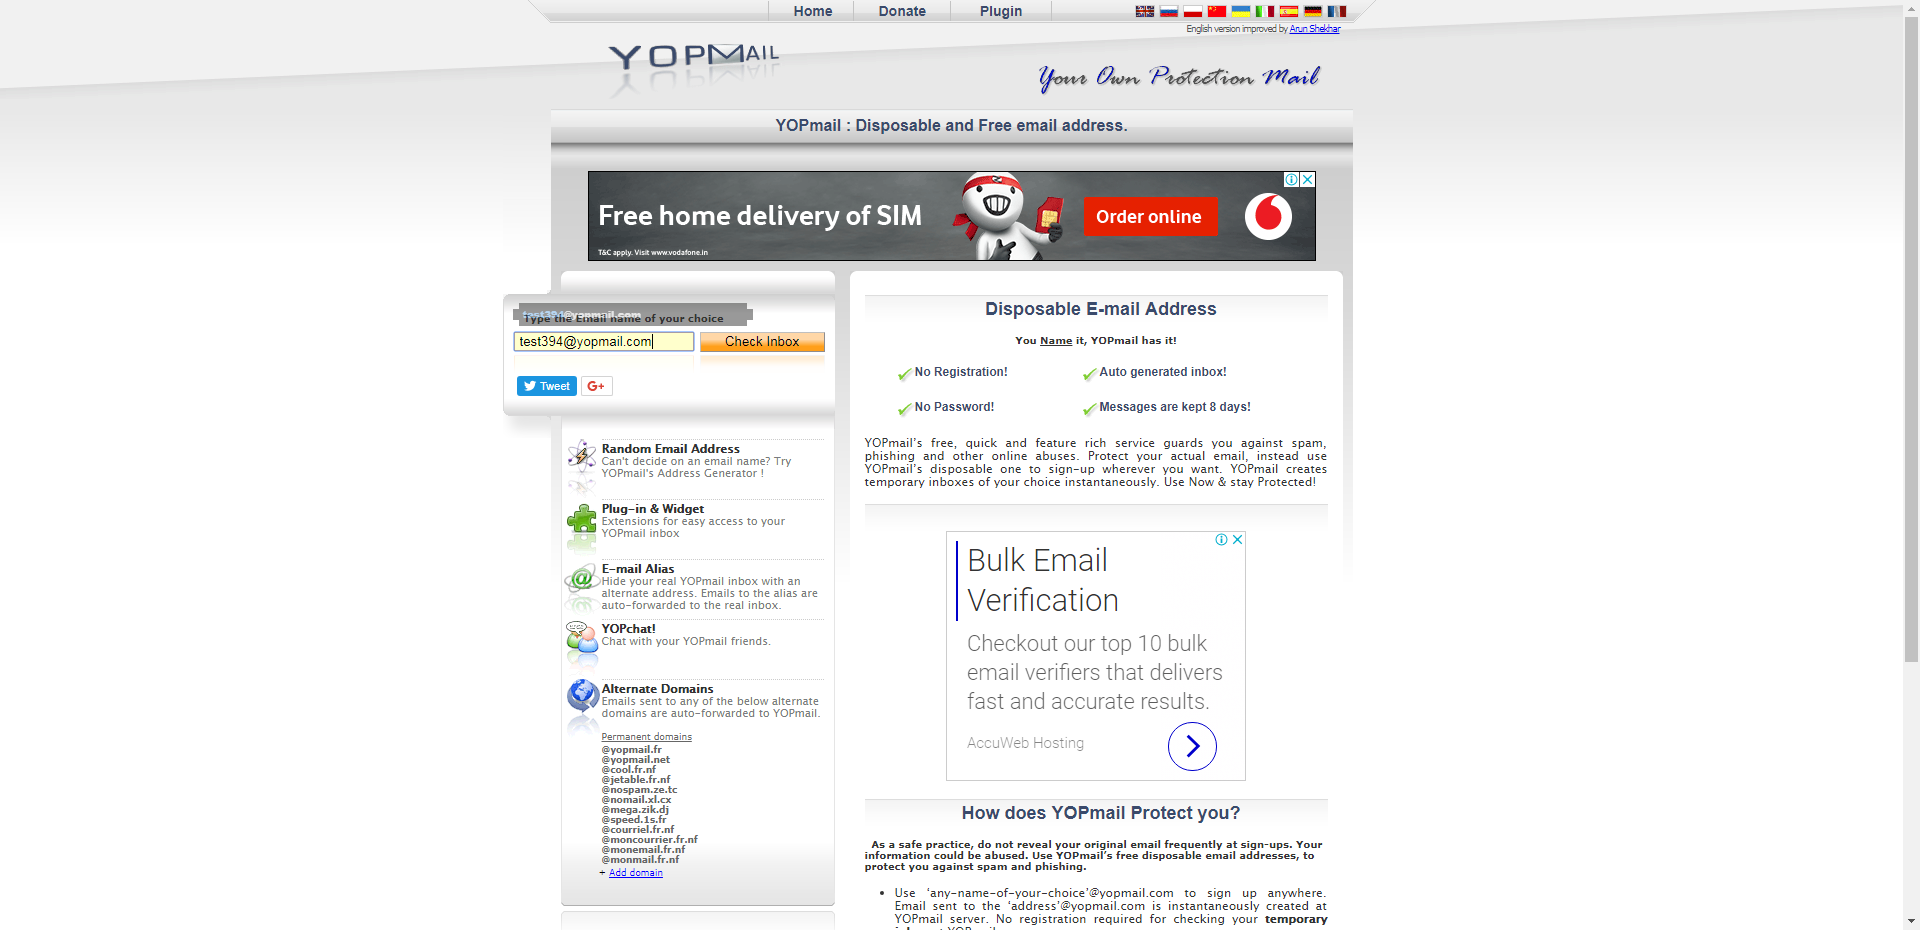 Home Donate Plugin
English version improved by Arun Shekhar
YOPMAIL
Your Own Protection Mail
YOPmail : Disposable and Free email address.
Free home delivery of SIM
Order online
T&C apply. Visit www.vodafone.in
test394@yopmail.com
Type the Email name of your choice
test394@yopmail.com
Check Inbox
Tweet
G+
Random Email Address
Can't decide on an email name? Try
YOPmail's Address Generator !
Plug-in & Widget
Extensions for easy access to your
YOPmail inbox
E-mail Alias
Hide your real YOPmail inbox with an
alternate address. Emails to the alias are
auto-forwarded to the real inbox.
YOPchat!
Chat with your YOPmail friends.
Alternate Domains
Emails sent to any of the below alternate
domains are auto-forwarded to YOPmail.
Permanent domains
@yopmail.fr
@yopmail.net
@cool.fr.nf
@jetable.fr.nf
@nospam.ze.tc
@nomail.xl.cx
@mega.zik.dj
@speed.1s.fr
@courriel.fr.nf
@moncourrier.fr.nf
@monemail.fr.nf
@monmail.fr.nf
+ Add domain
Disposable E-mail Address
You Name it, YOPmail has it!
No Registration!
Auto generated inbox!
No Password!
Messages are kept 8 days!
YOPmail’s free, quick and feature rich service guards you against spam,
phishing and other online abuses. Protect your actual email, instead use
YOPmail’s disposable one to sign-up wherever you want. YOPmail creates
temporary inboxes of your choice instantaneously. Use Now & stay Protected!
Bulk Email
Verification
Checkout our top 10 bulk
email verifiers that delivers
fast and accurate results.
AccuWeb Hosting
How does YOPmail Protect you?
As a safe practice, do not reveal your original email frequently at sign-ups. Your
information could be abused. Use YOPmail’s free disposable email addresses, to
protect you against spam and phishing.
• Use ‘any-name-of-your-choice’@yopmail.com to sign up anywhere.
Email sent to the ‘address’@yopmail.com is instantaneously created at
YOPmail server. No registration required for checking your temporary